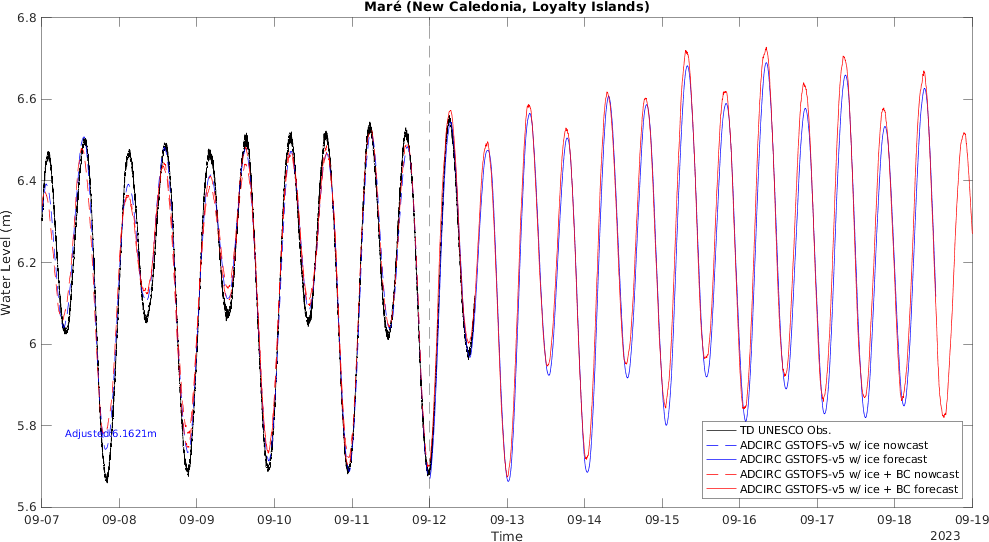 Maré (New Caledonia, Loyalty Islands)
6.8
6.6
6.4
6.2
6
5.8
5.6
Water Level (m)
Adjusted 6.1621m
TD UNESCO Obs.
ADCIRC GSTOFS-v5 w/ ice nowcast
ADCIRC GSTOFS-v5 w/ ice forecast
ADCIRC GSTOFS-v5 w/ ice + BC nowcast
ADCIRC GSTOFS-v5 w/ ice + BC forecast
09-07 09-08 09-09 09-10 09-11 09-12 09-13 09-14 09-15 09-16 09-17 09-18 09-19
Time
2023